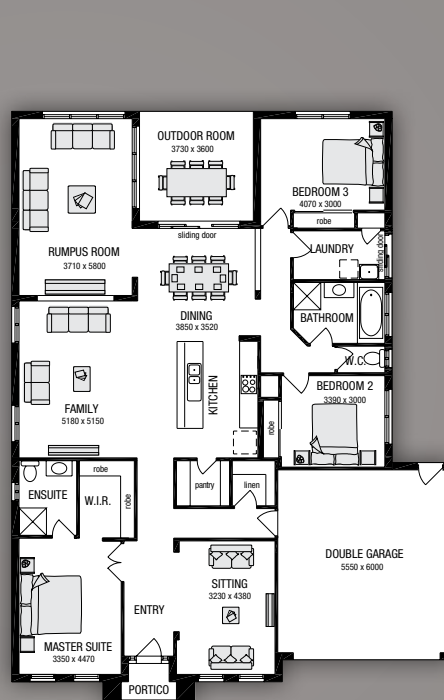 OUTDOOR ROOM
3730 x 3600
BEDROOM 3
4070 x 3000
robe
sliding door
LAUNDRY
sliding door
RUMPUS ROOM
3710 x 5800
DINING
3850 x 3520
BATHROOM
W.C.
KITCHEN
BEDROOM 2
3390 x 3000
robe
FAMILY
5180 x 5150
robe
ENSUITE
W.I.R.
robe
pantry
linen
DOUBLE GARAGE
5550 x 6000
SITTING
3230 x 4380
ENTRY
MASTER SUITE
3350 x 4470
PORTICO